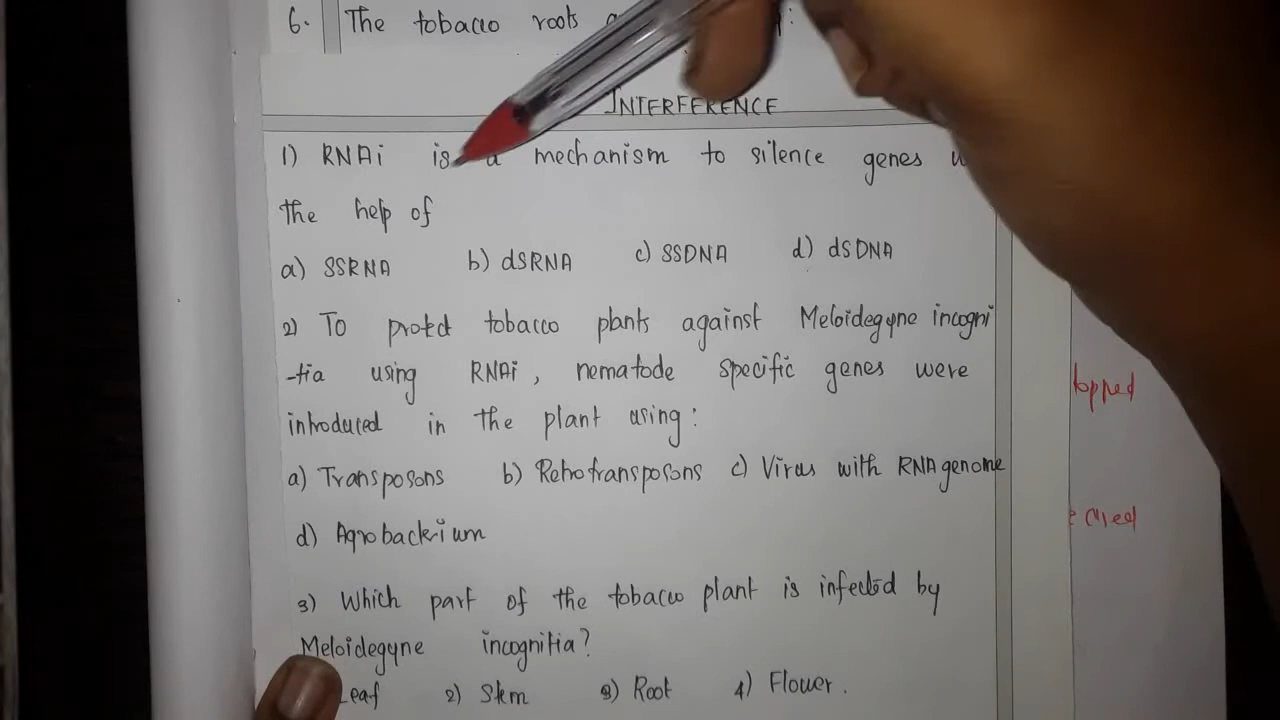 6. The tobacco roots
INTERFERENCE
1) RNAi is a mechanism to silence genes
the help of
a) SSRNA b) dSRNA c) SSDNA d) dSDNA
2) To protect tobacco plants against Meloidegyne incogni
-tia using RNAi, nematode specific genes were
introduced in the plant using:
a) Transposons b) Retrotransposons c) Virus with RNA genome
d) Agrobacterium
3) Which part of the tobacco plant is infected by
Meloidegyne incognitia?
Leaf 2) Stem 3) Root 4) Flower.
topped